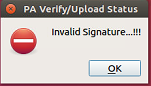 PA Verify/Upload Status
Invalid Signature...!!!
OK